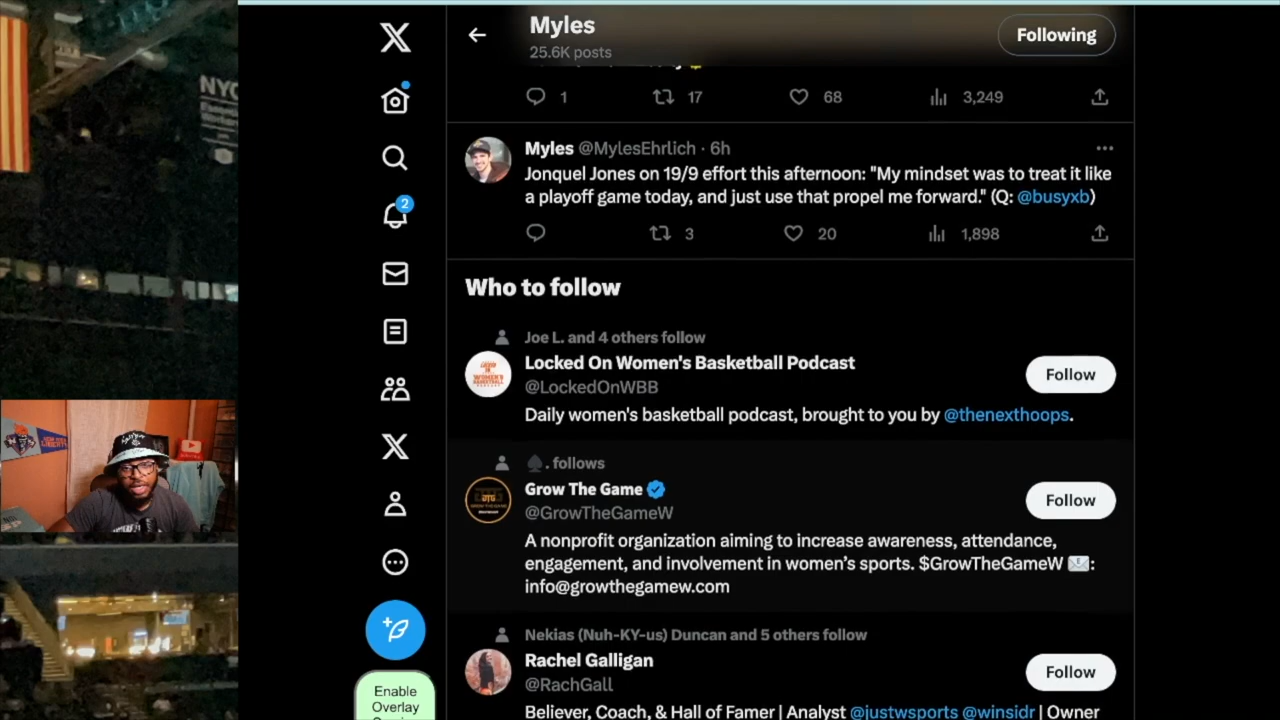 Myles
25.6K posts
Following
1 17 68 3,249
Myles @MylesEhrlich · 6h
Jonquel Jones on 19/9 effort this afternoon: "My mindset was to treat it like
a playoff game today, and just use that propel me forward." (Q: @busyxb)
3 20 1,898
2
Who to follow
Joe L. and 4 others follow
Locked On Women's Basketball Podcast
@LockedOnWBB
Follow
Daily women's basketball podcast, brought to you by @thenexthoops.
♠️. follows
Grow The Game
@GrowTheGameW
Follow
A nonprofit organization aiming to increase awareness, attendance,
engagement, and involvement in women’s sports. $GrowTheGameW ✉️:
info@growthegamew.com
Nekias (Nuh-KY-us) Duncan and 5 others follow
Rachel Galligan
@RachGall
Follow
Believer, Coach, & Hall of Famer | Analyst @justwsports @winsidr | Owner
Enable
Overlay
NYC